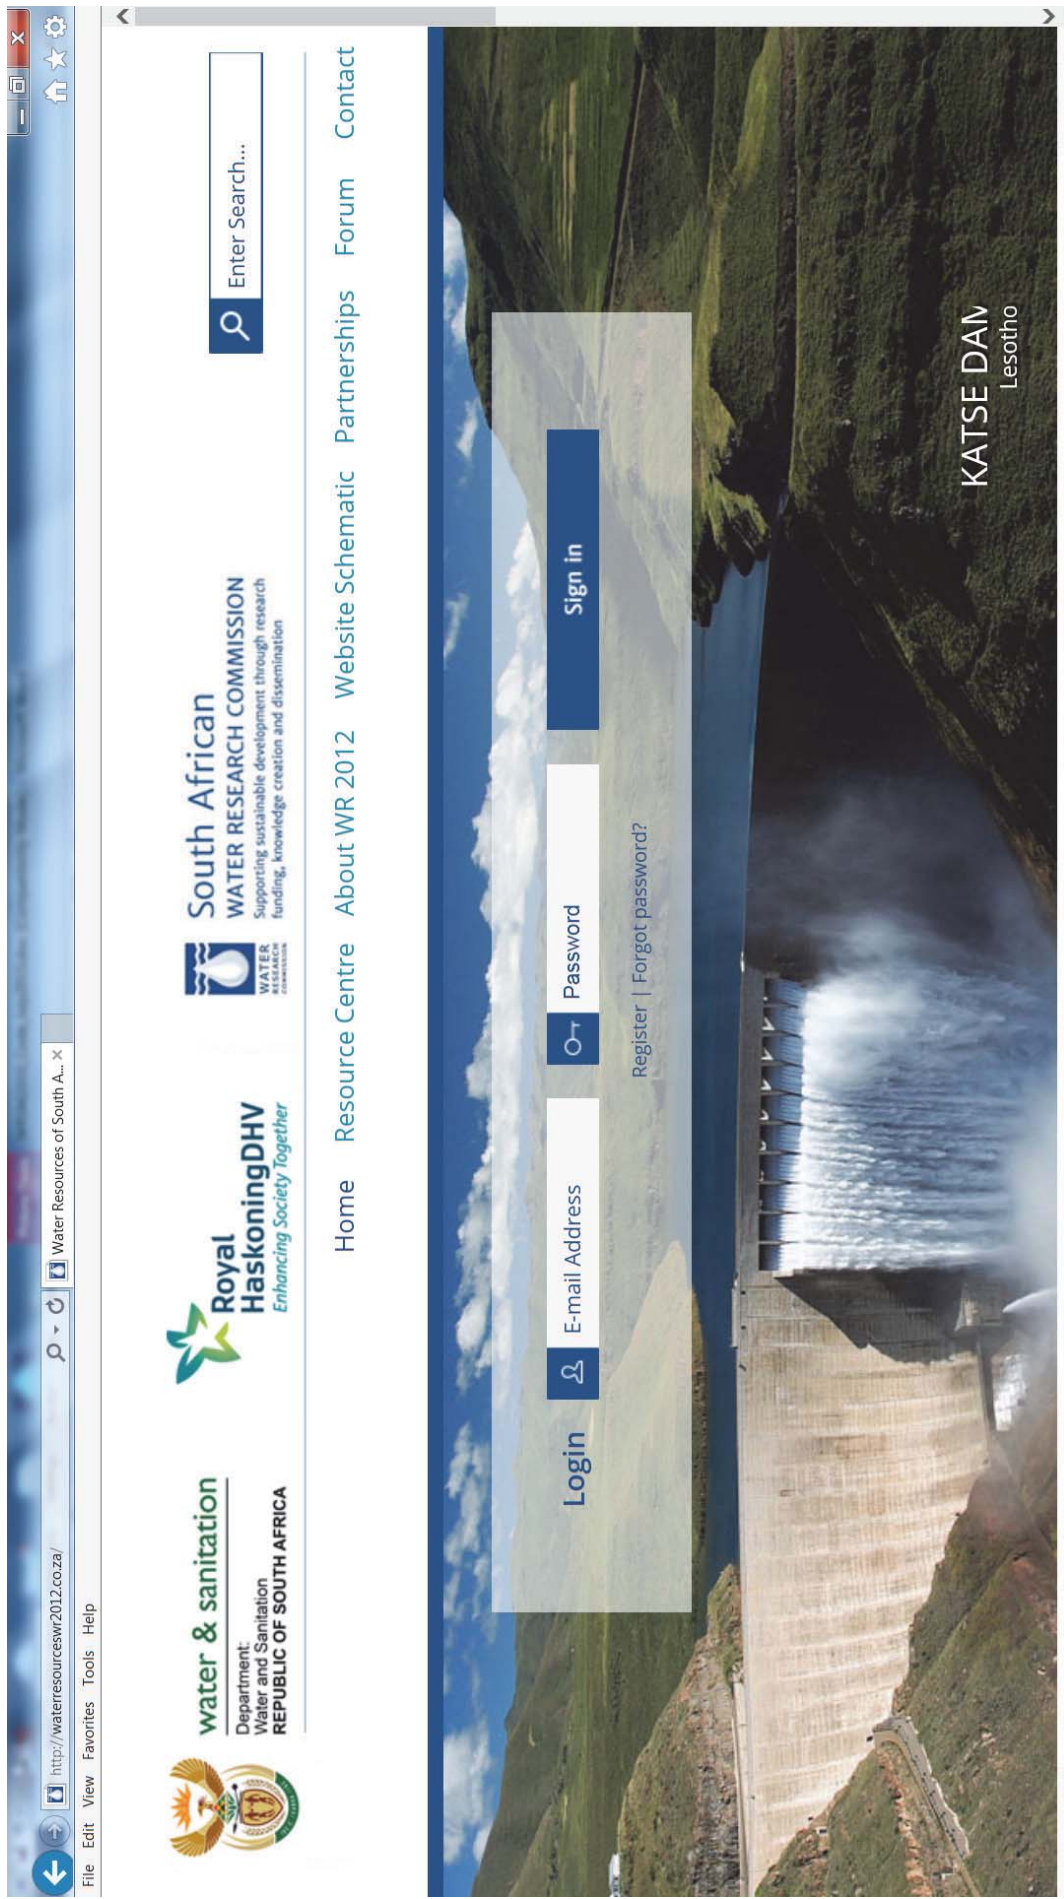 http://waterresourceswr2012.co.za/
Water Resources of South A...
File Edit View Favorites Tools Help
water & sanitation
Department:
Water and Sanitation
REPUBLIC OF SOUTH AFRICA
Royal
HaskoningDHV
Enhancing Society Together
WATER
RESEARCH
COMMISSION
South African
WATER RESEARCH COMMISSION
Supporting sustainable development through research
funding, knowledge creation and dissemination
Enter Search...
Home Resource Centre About WR 2012 Website Schematic Partnerships Forum Contact
Login E-mail Address Password Sign in
Register | Forgot password?
KATSE DAM
Lesotho